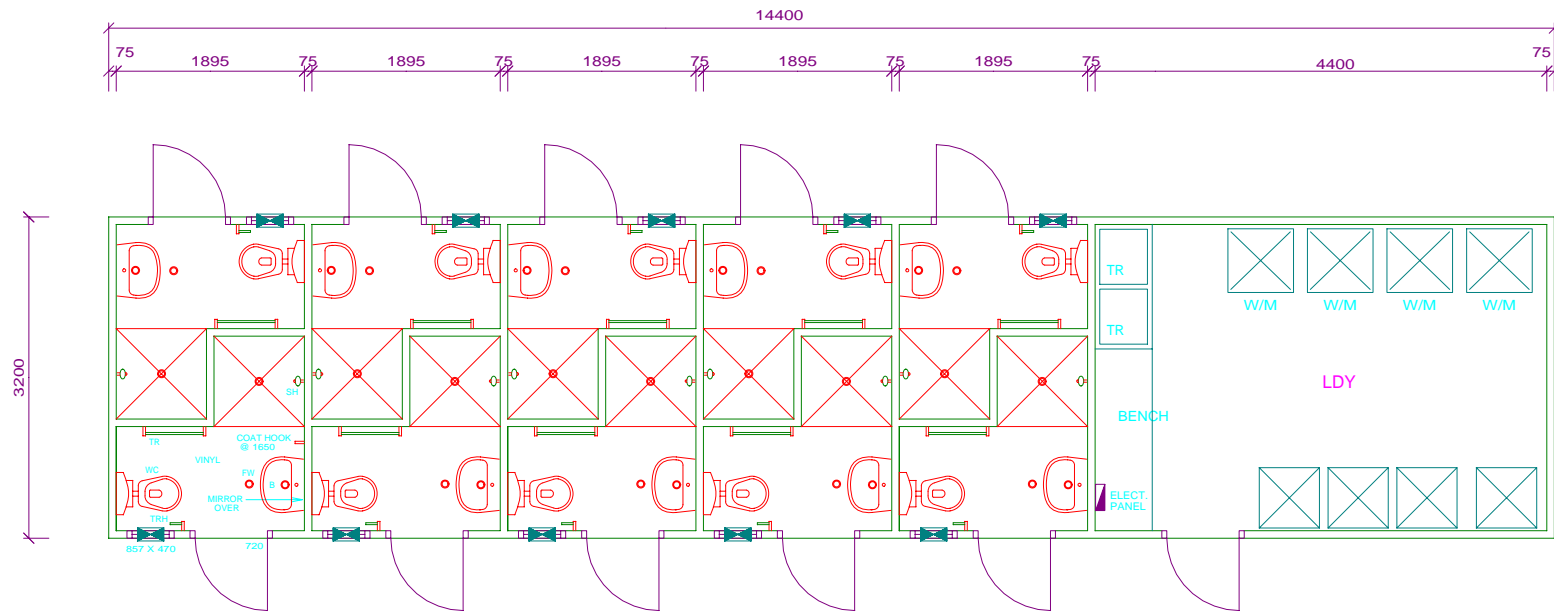 14400
75 1895 75 1895 75 1895 75 1895 75 1895 75 4400 75
3200
TR
TR
W/M W/M W/M W/M
LDY
BENCH
SH
TR
COAT HOOK
@ 1650
VINYL
WC
FW
B
MIRROR
OVER
TRH
ELECT.
PANEL
857 X 470
720